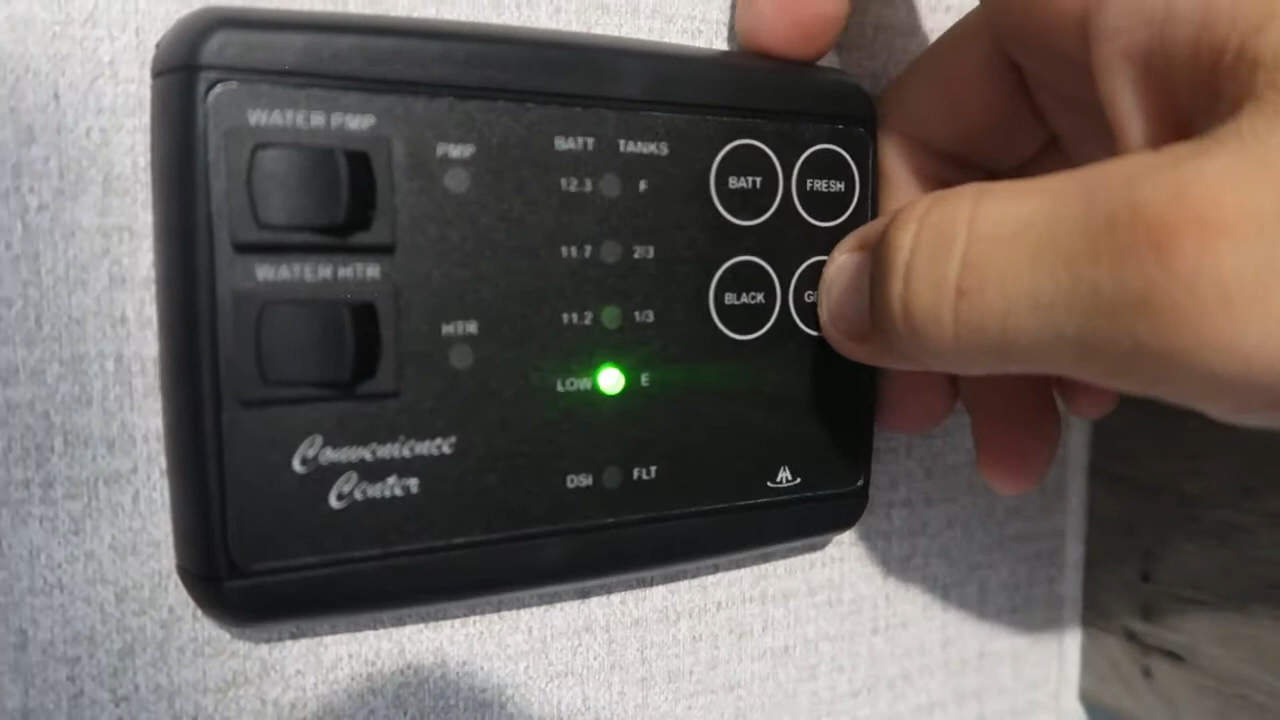 WATER PMP
PMP
BATT TANKS
12.3 F
11.7 2/3
11.2 1/3
LOW E
DSI FLT
WATER HTR
HTR
Convenience
Center
BATT FRESH
BLACK